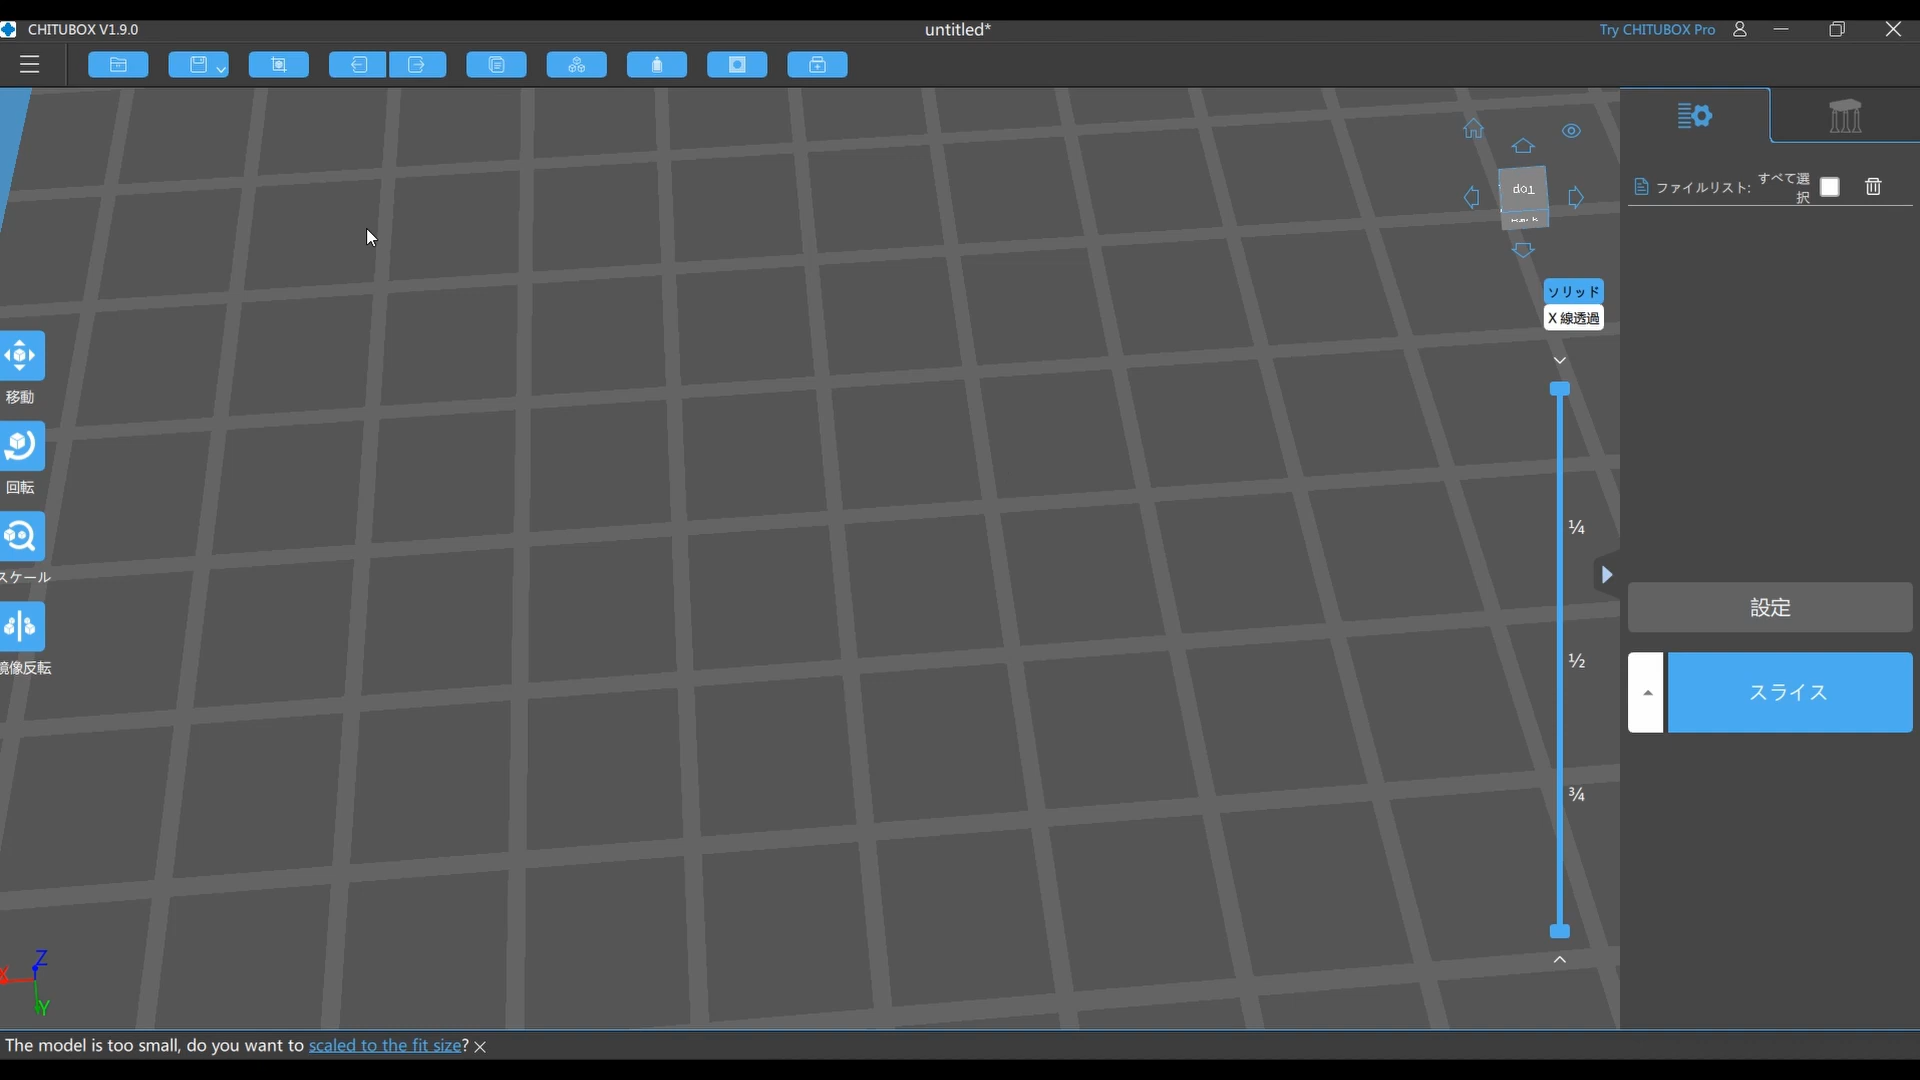 CHITUBOX V1.9.0
untitled*
Try CHITUBOX Pro
Top
ファイルリスト:
すべて選
択
ソリッド
X 線透過
移動
回転
スケール
鏡像反転
¼
½
¾
設定
スライス
Z
X
Y
The model is too small, do you want to scaled to the fit size?